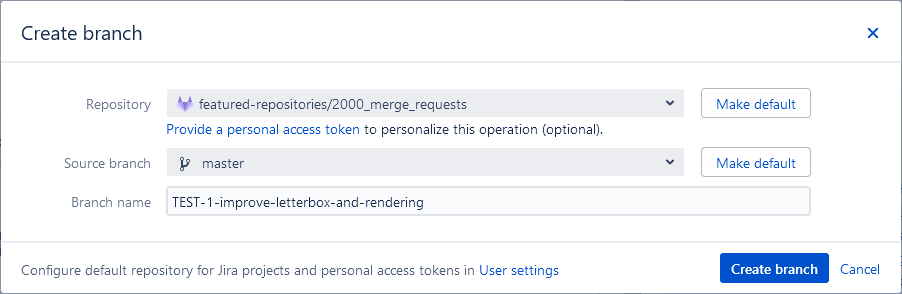 Create branch
Repository featured-repositories/2000_merge_requests Make default
Provide a personal access token to personalize this operation (optional).
Source branch master Make default
Branch name TEST-1-improve-letterbox-and-rendering
Configure default repository for Jira projects and personal access tokens in User settings Create branch Cancel